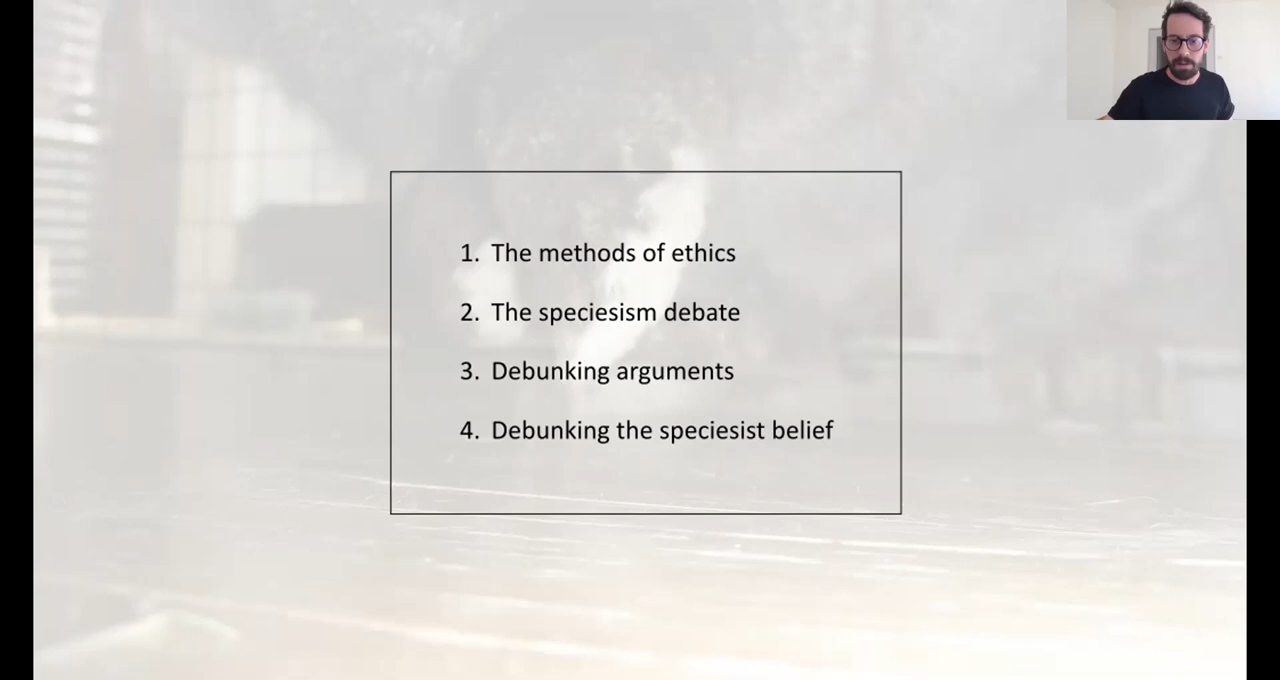 1. The methods of ethics
2. The speciesism debate
3. Debunking arguments
4. Debunking the speciesist belief